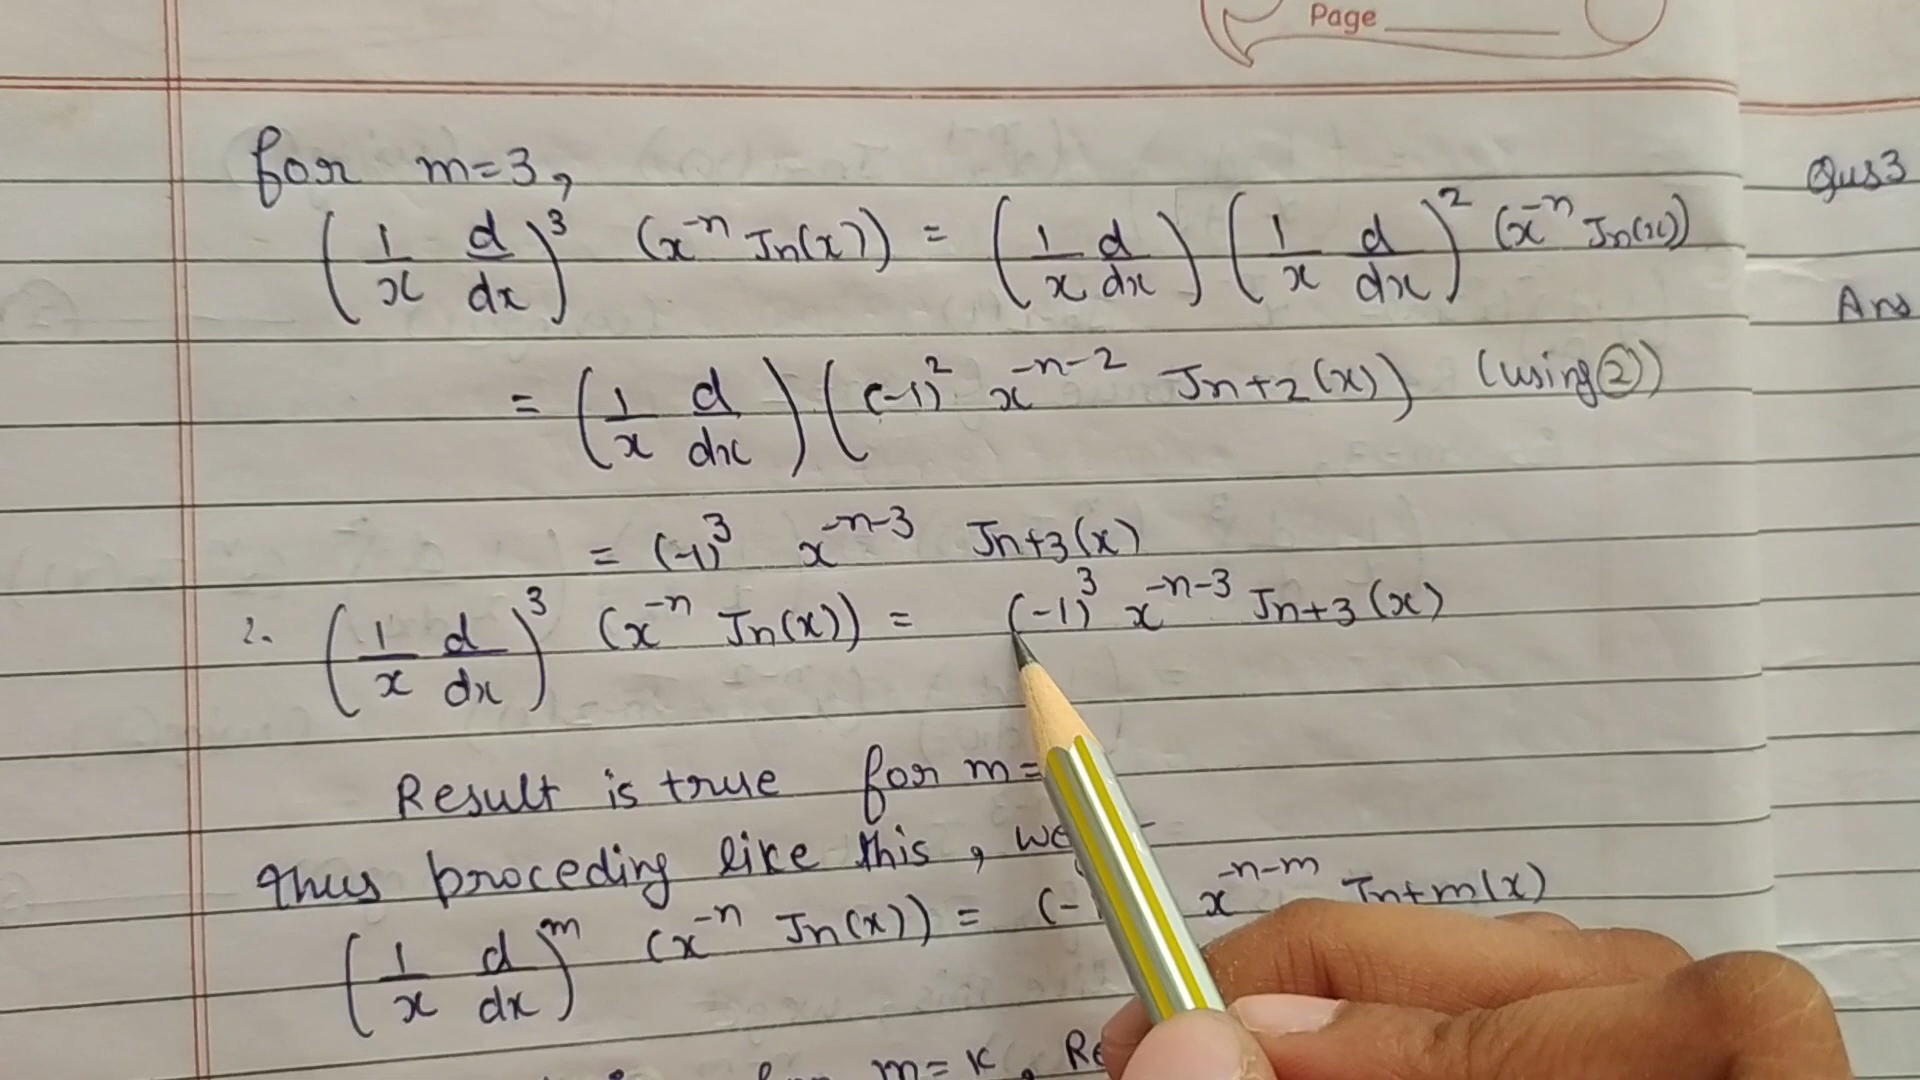 Page
for m=3,
(1/x d/dx)^3 (x^-n Jn(x)) = (1/x d/dx) (1/x d/dx)^2 (x^-n Jn(x))
= (1/x d/dx) ((-1)^2 x^-n-2 Jn+2(x)) (using ②)
= (-1)^3 x^-n-3 Jn+3(x)
(1/x d/dx)^3 (x^-n Jn(x)) = (-1)^3 x^-n-3 Jn+3(x)
Result is true for m=
thus proceding like this, we
(1/x d/dx)^m (x^-n Jn(x)) = (- x^-n-m Jn+m(x)
m=K,
Qus3
Ans